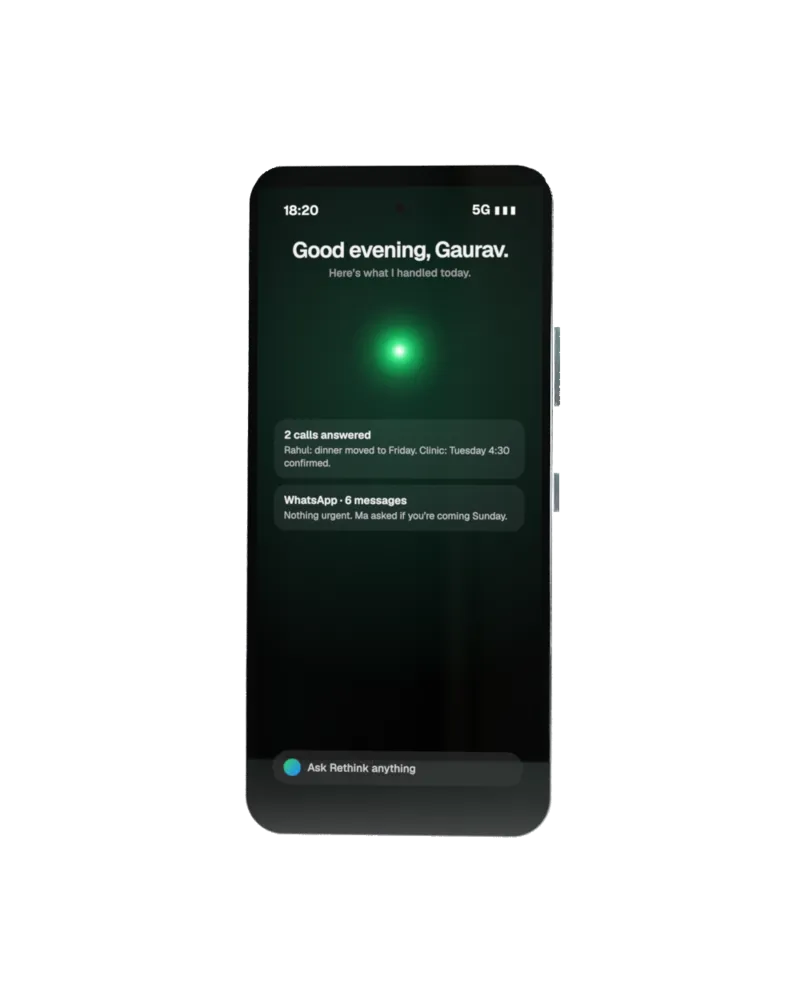 18:20
5G
Good evening, Gaurav.
Here's what I handled today.
2 calls answered
Rahul: dinner moved to Friday. Clinic: Tuesday 4:30
confirmed.
WhatsApp · 6 messages
Nothing urgent. Ma asked if you're coming Sunday.
Ask Rethink anything